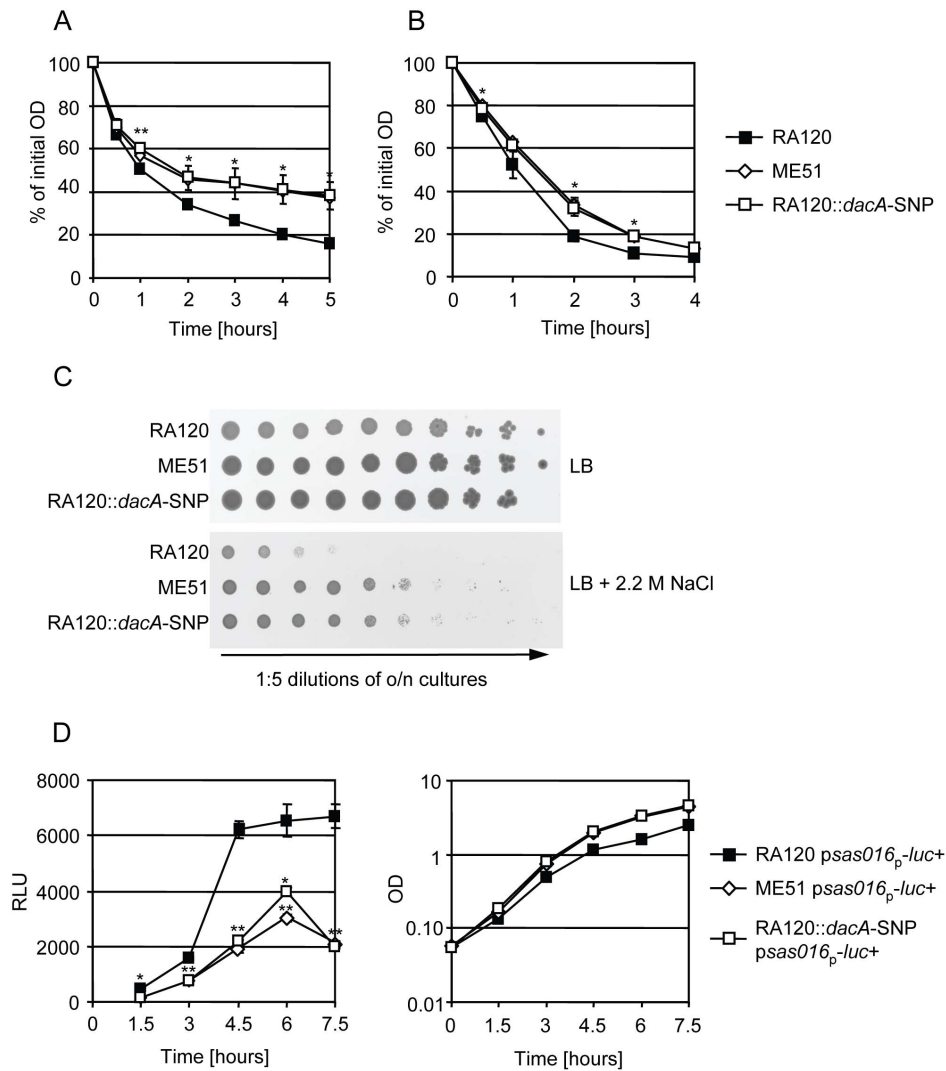 A
B
% of initial OD
100
80
60
40
20
0
**
*
*
*
*
0 1 2 3 4 5
Time [hours]
% of initial OD
100
80
60
40
20
0
*
*
*
0 1 2 3 4
Time [hours]
RA120
ME51
RA120::dacA-SNP
C
RA120
ME51
RA120::dacA-SNP
LB
RA120
ME51
RA120::dacA-SNP
LB + 2.2 M NaCl
1:5 dilutions of o/n cultures
D
RLU
8000
6000
4000
2000
0
*
**
**
*
**
**
0 1.5 3 4.5 6 7.5
Time [hours]
OD
10
1
0.10
0.01
0 1.5 3 4.5 6 7.5
Time [hours]
RA120 psas016p-luc+
ME51 psas016p-luc+
RA120::dacA-SNP
psas016p-luc+